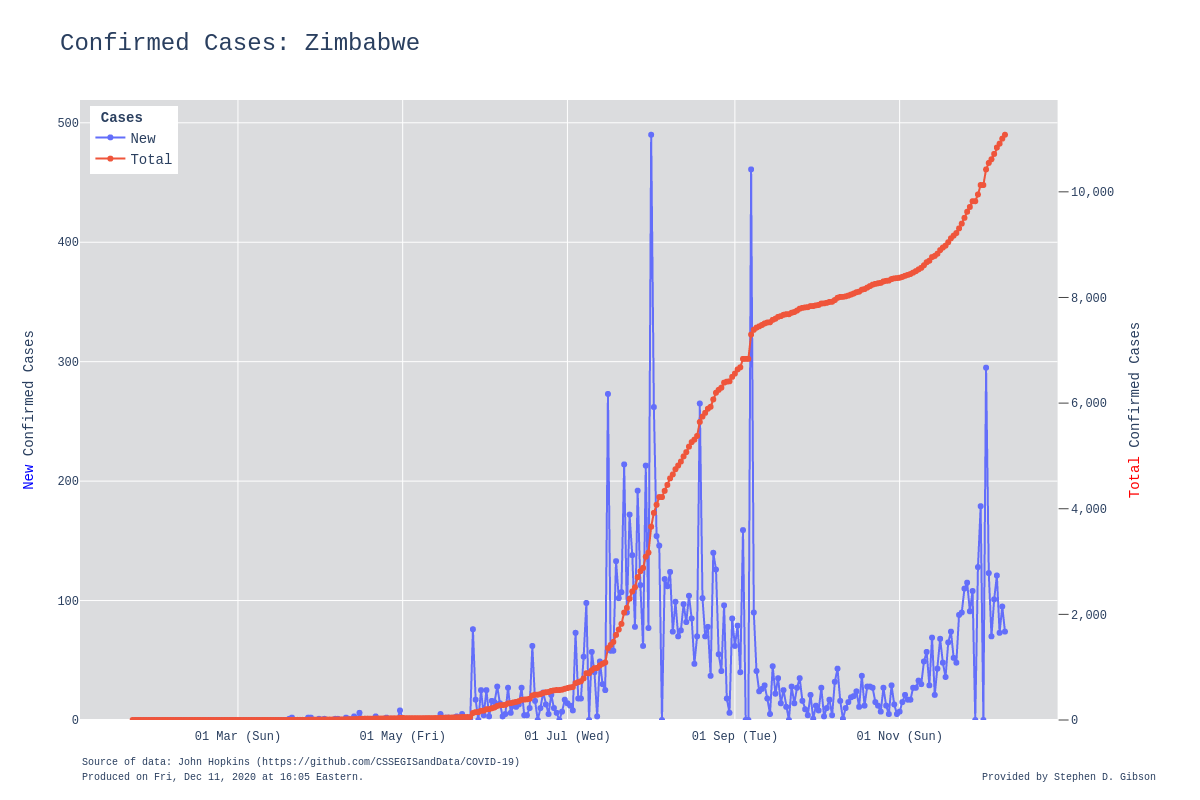 Confirmed Cases: Zimbabwe
Cases
New
Total
500
400
300
200
100
0
New Confirmed Cases
10,000
8,000
6,000
4,000
2,000
0
Total Confirmed Cases
01 Mar (Sun)
01 May (Fri)
01 Jul (Wed)
01 Sep (Tue)
01 Nov (Sun)
Source of data: John Hopkins (https://github.com/CSSEGISandData/COVID-19)
Produced on Fri, Dec 11, 2020 at 16:05 Eastern.
Provided by Stephen D. Gibson